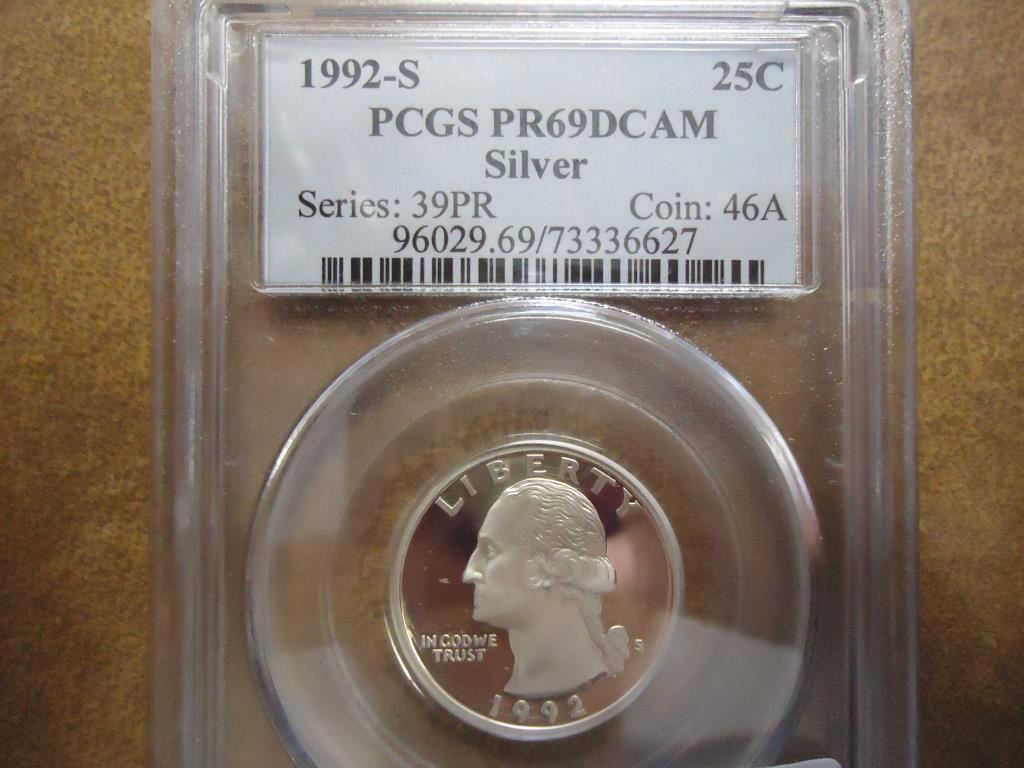 1992-S 25C
PCGS PR69DCAM
Silver
Series: 39PR Coin: 46A
96029.69/73336627
LIBERTY
IN GOD WE
TRUST
S
1992